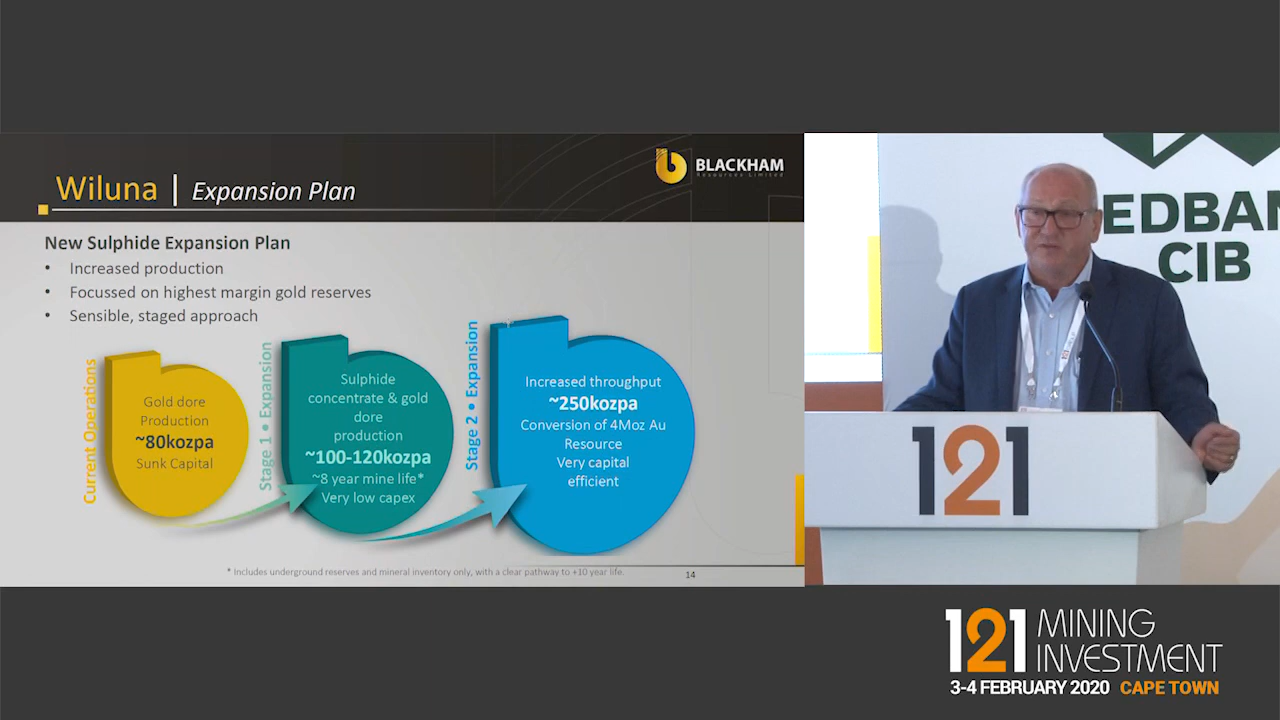 Wiluna | Expansion Plan
BLACKHAM
Resources Limited
New Sulphide Expansion Plan
• Increased production
• Focussed on highest margin gold reserves
• Sensible, staged approach
Current Operations
Gold dore
Production
~80kozpa
Sunk Capital
Stage 1 • Expansion
Sulphide
concentrate & gold
dore
production
~100-120kozpa
~8 year mine life*
Very low capex
Stage 2 • Expansion
Increased throughput
~250kozpa
Conversion of 4Moz Au
Resource
Very capital
efficient
* Includes underground reserves and mineral inventory only, with a clear pathway to +10 year life.
14
EDBAN
CIB
121
121 MINING
INVESTMENT
3-4 FEBRUARY 2020 CAPE TOWN